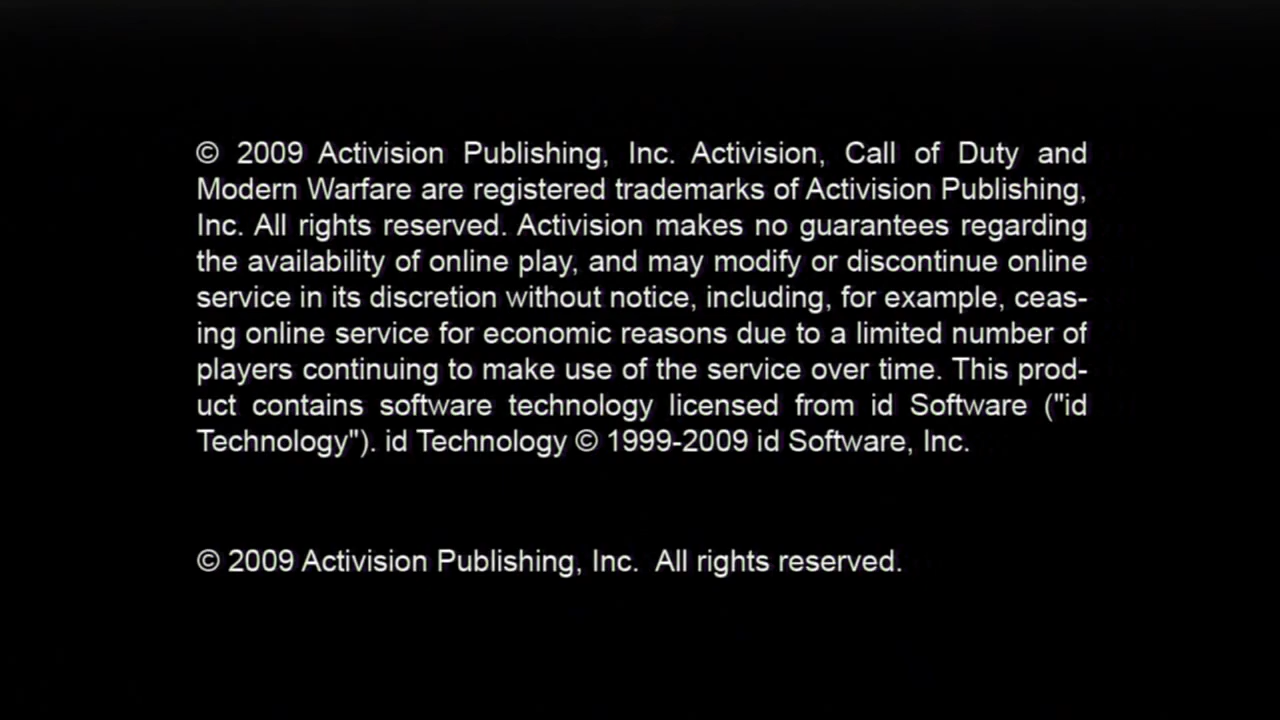 © 2009 Activision Publishing, Inc. Activision, Call of Duty and
Modern Warfare are registered trademarks of Activision Publishing,
Inc. All rights reserved. Activision makes no guarantees regarding
the availability of online play, and may modify or discontinue online
service in its discretion without notice, including, for example, ceas-
ing online service for economic reasons due to a limited number of
players continuing to make use of the service over time. This prod-
uct contains software technology licensed from id Software ("id
Technology"). id Technology © 1999-2009 id Software, Inc.
© 2009 Activision Publishing, Inc.  All rights reserved.